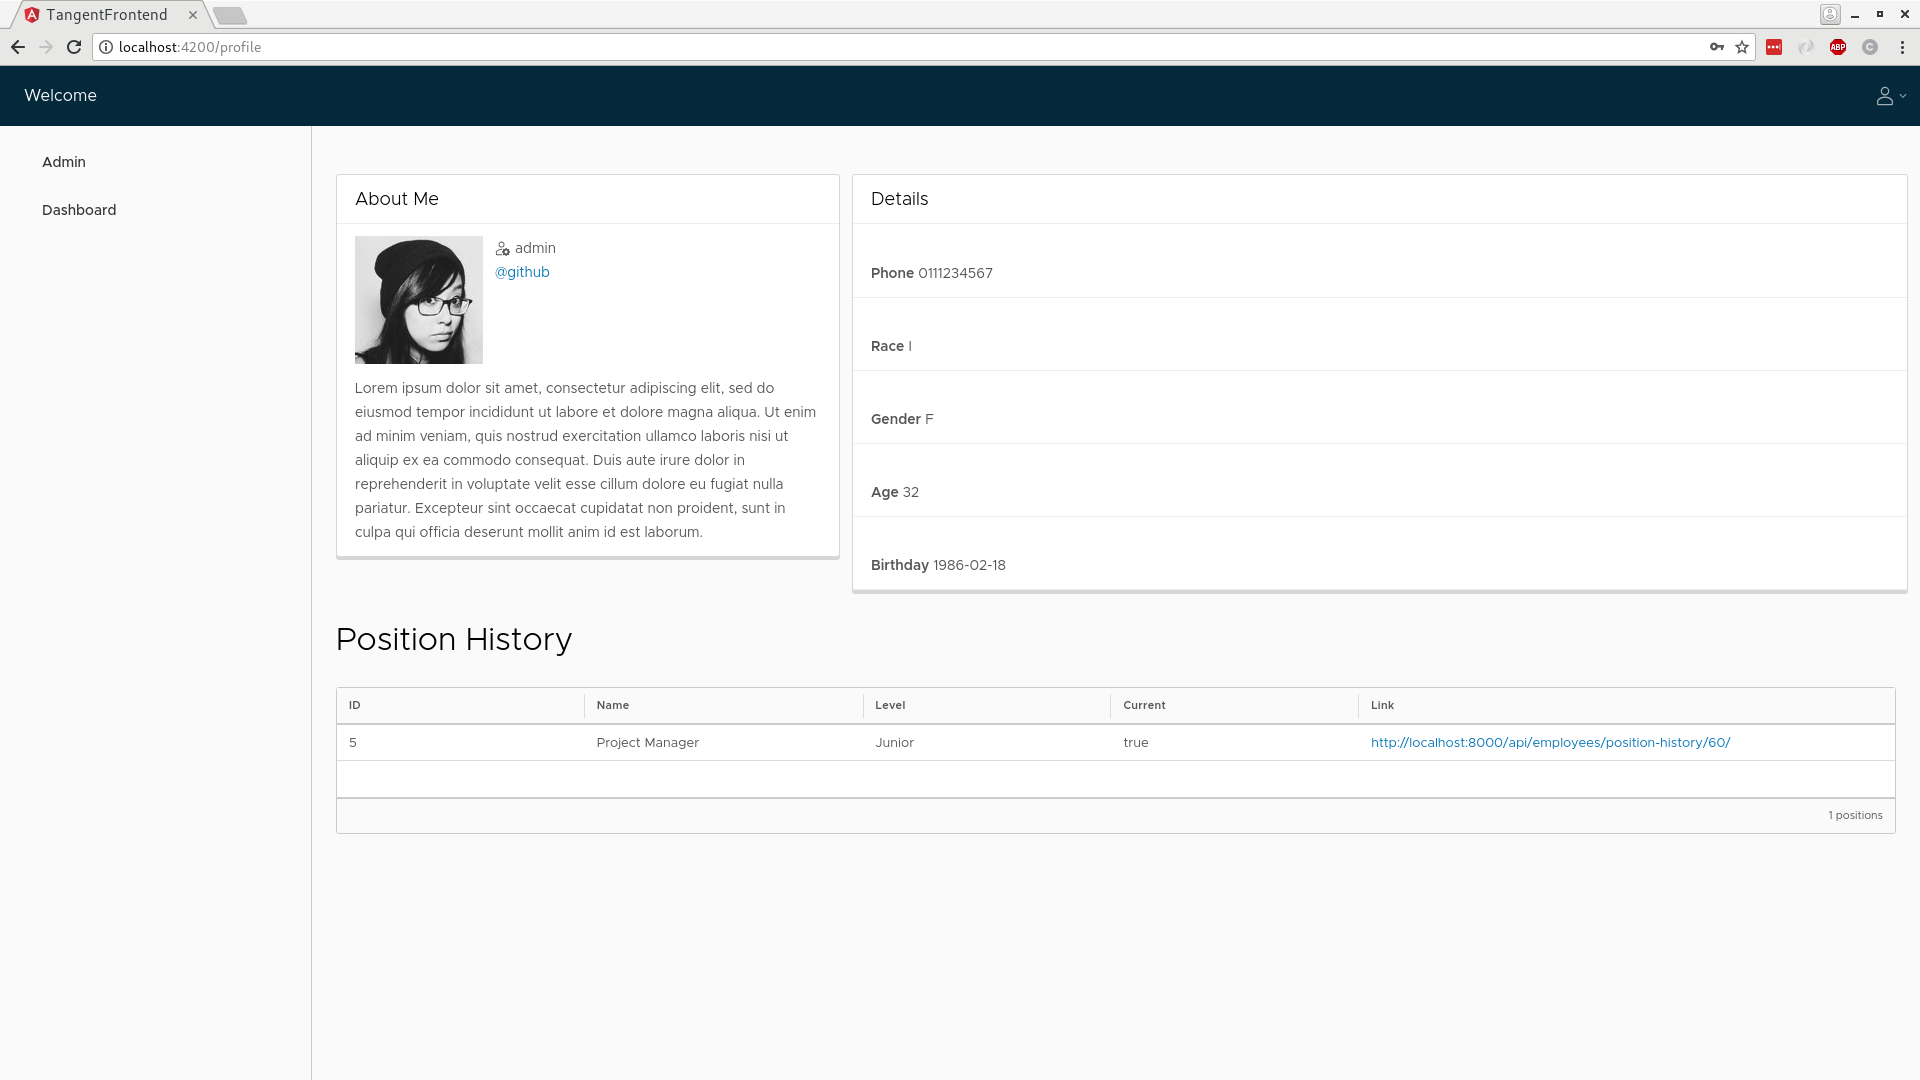 TangentFrontend
localhost:4200/profile
ABP
C
Welcome
Admin
Dashboard
About Me
admin
@github
Lorem ipsum dolor sit amet, consectetur adipiscing elit, sed do
eiusmod tempor incididunt ut labore et dolore magna aliqua. Ut enim
ad minim veniam, quis nostrud exercitation ullamco laboris nisi ut
aliquip ex ea commodo consequat. Duis aute irure dolor in
reprehenderit in voluptate velit esse cillum dolore eu fugiat nulla
pariatur. Excepteur sint occaecat cupidatat non proident, sunt in
culpa qui officia deserunt mollit anim id est laborum.
Details
Phone 0111234567
Race I
Gender F
Age 32
Birthday 1986-02-18
Position History
ID Name Level Current Link
5 Project Manager Junior true http://localhost:8000/api/employees/position-history/60/
1 positions